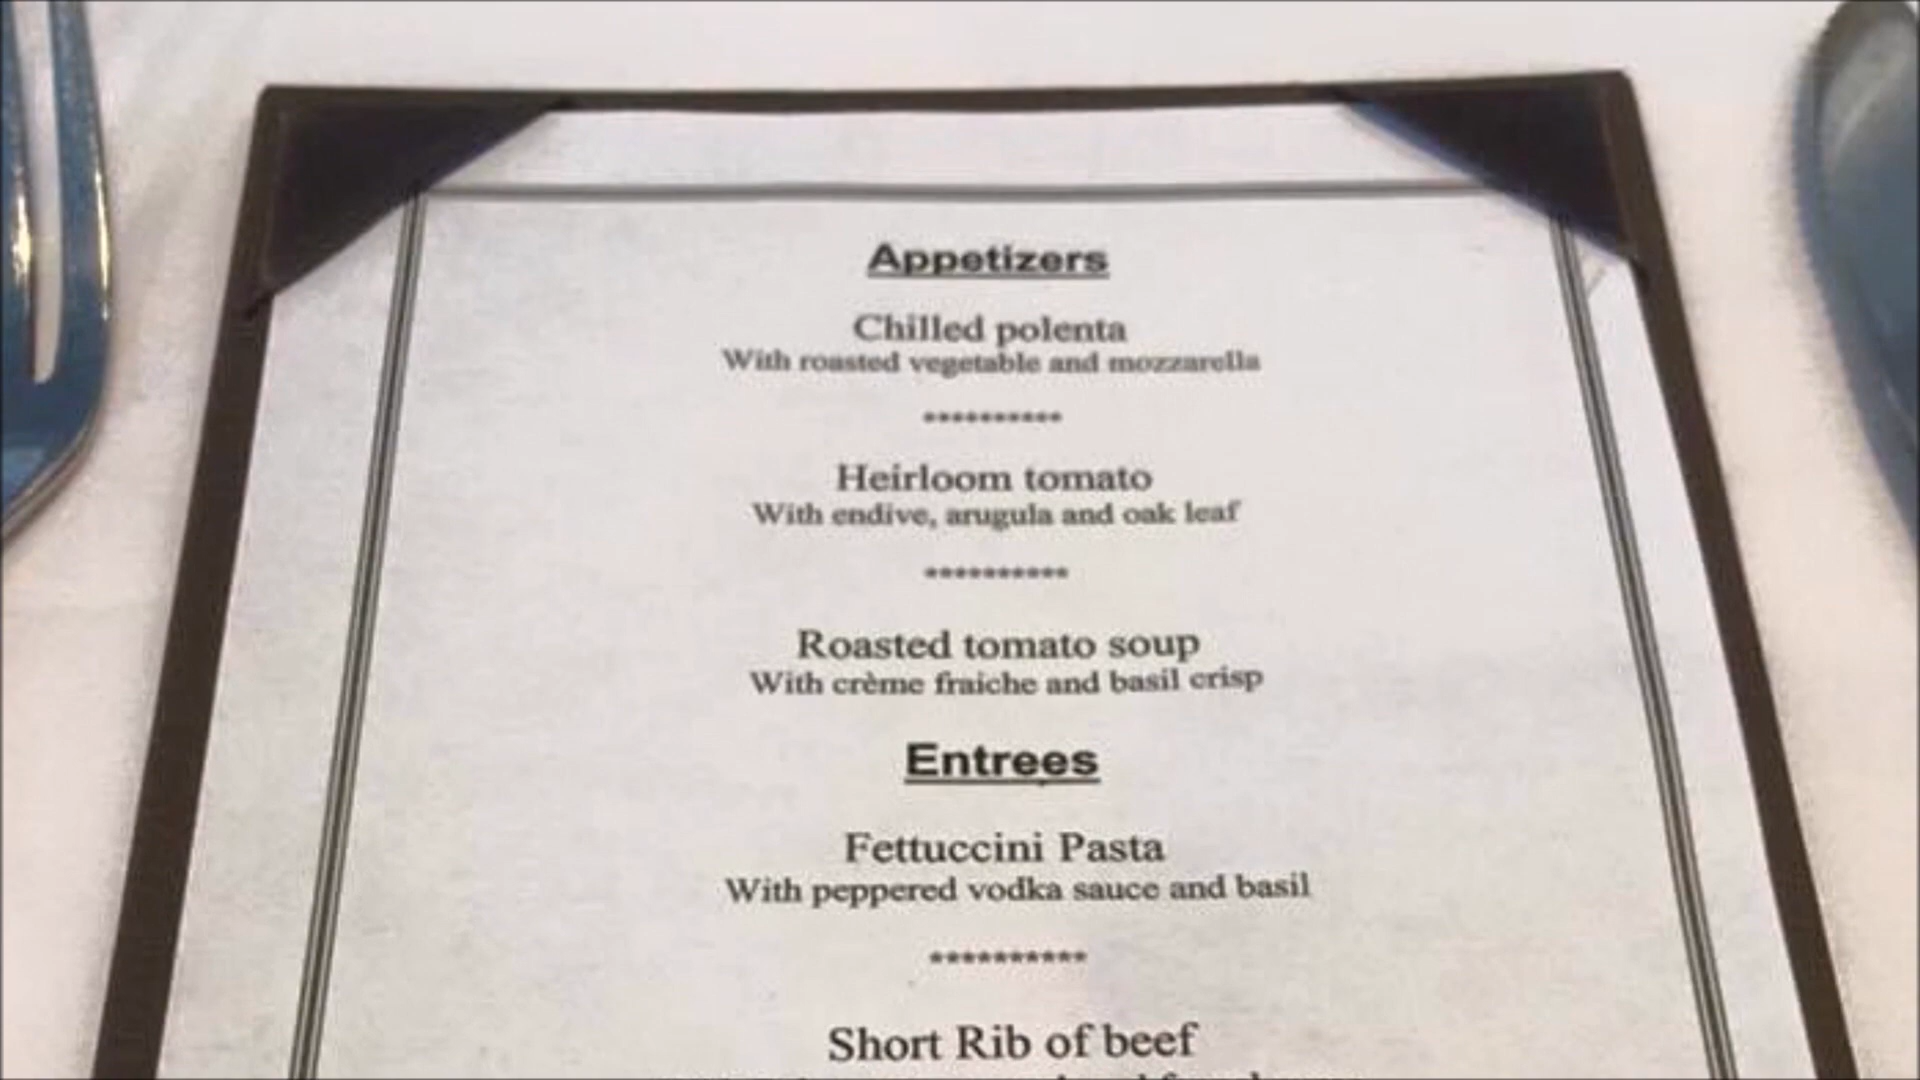 Appetizers
Chilled polenta
With roasted vegetable and mozzarella
**********
Heirloom tomato
With endive, arugula and oak leaf
**********
Roasted tomato soup
With crème fraiche and basil crisp
Entrees
Fettuccini Pasta
With peppered vodka sauce and basil
**********
Short Rib of beef